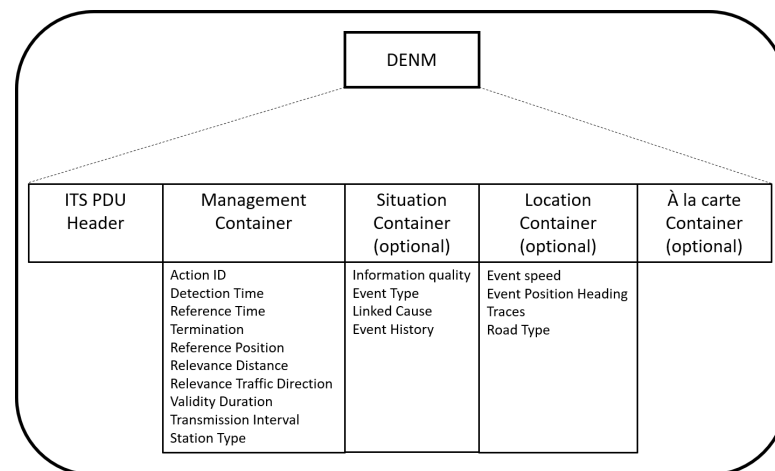 DENM
ITS PDU
Header
Management
Container
Situation
Container
(optional)
Location
Container
(optional)
À la carte
Container
(optional)
Action ID
Detection Time
Reference Time
Termination
Reference Position
Relevance Distance
Relevance Traffic Direction
Validity Duration
Transmission Interval
Station Type
Information quality
Event Type
Linked Cause
Event History
Event speed
Event Position Heading
Traces
Road Type